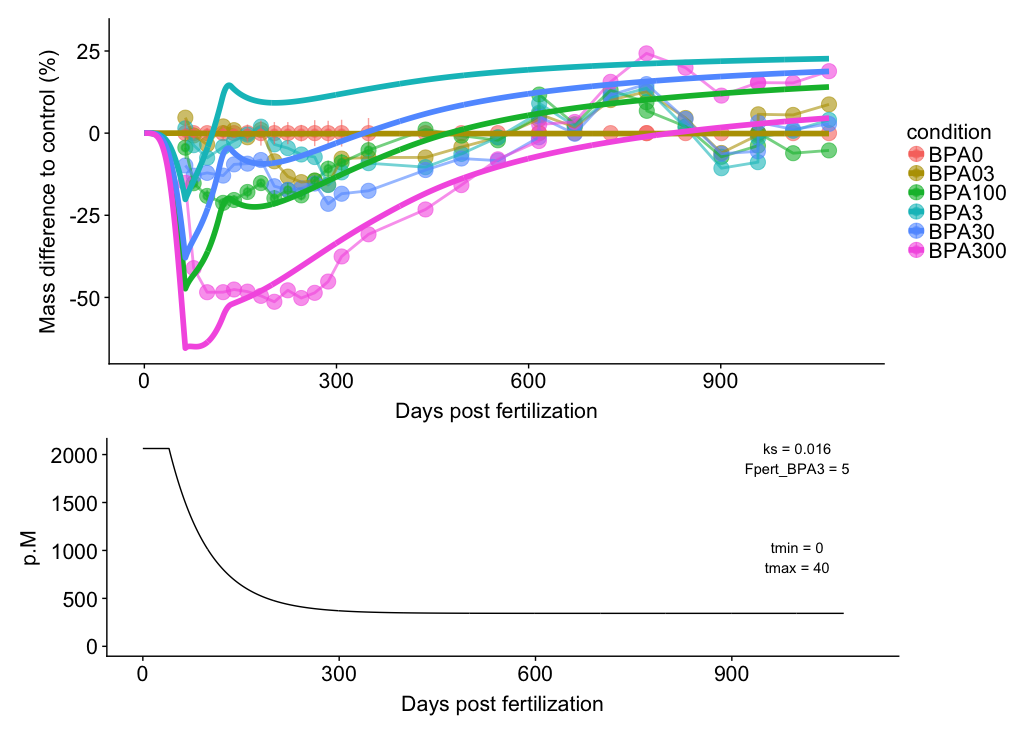 Mass difference to control (%)
25
0
-25
-50
0
300
600
900
Days post fertilization
condition
BPA0
BPA03
BPA100
BPA3
BPA30
BPA300
p.M
2000
1500
1000
500
0
ks = 0.016
Fpert_BPA3 = 5
tmin = 0
tmax = 40
0
300
600
900
Days post fertilization